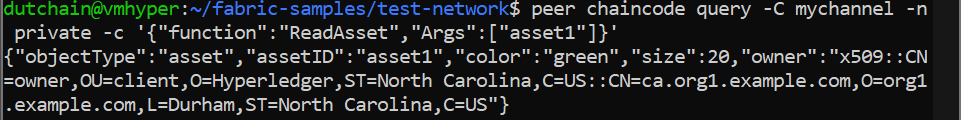 dutchain@vmhyper:~/fabric-samples/test-network$ peer chaincode query -C mychannel -n
 private -c '{"function":"ReadAsset","Args":["asset1"]}'
{"objectType":"asset","assetID":"asset1","color":"green","size":20,"owner":"x509::CN
=owner,OU=client,O=Hyperledger,ST=North Carolina,C=US::CN=ca.org1.example.com,O=org1
.example.com,L=Durham,ST=North Carolina,C=US"}